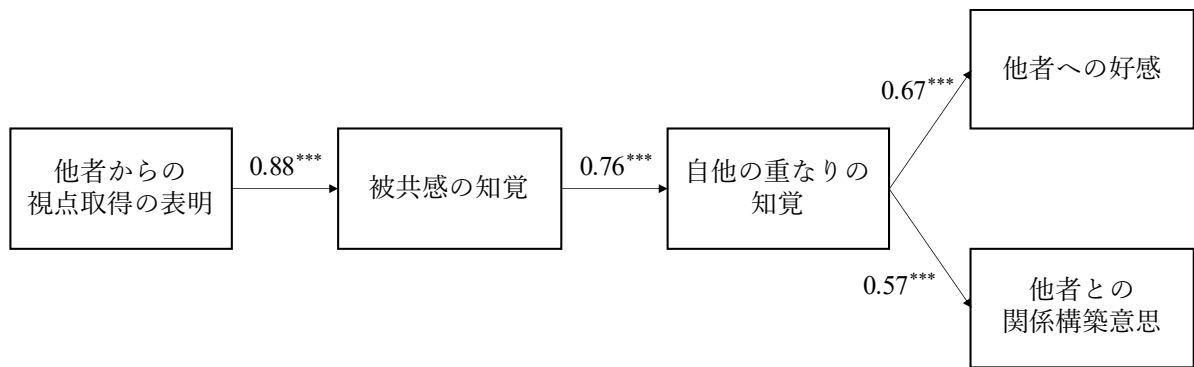 他者からの
視点取得の表明
0.88***
被共感の知覚
0.76***
自他の重なりの
知覚
0.67***
他者への好感
0.57***
他者との
関係構築意思